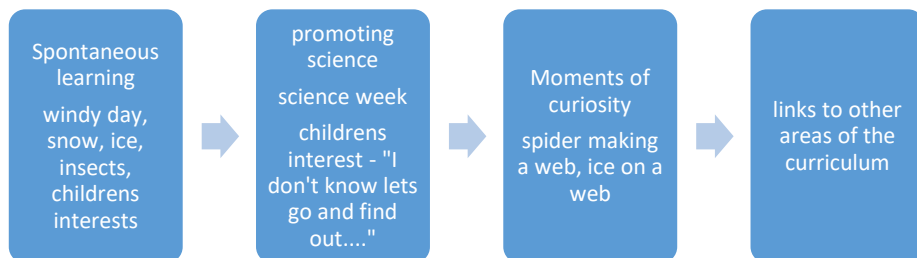 Spontaneous
learning
windy day,
snow, ice,
insects,
childrens
interests
promoting
science
science week
childrens
interest - "I
don't know lets
go and find
out...."
Moments of
curiosity
spider making
a web, ice on a
web
links to other
areas of the
curriculum